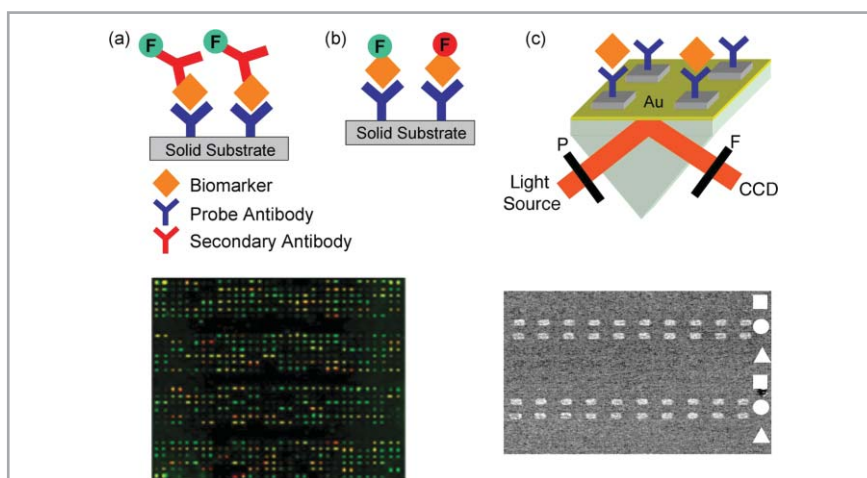 (a)
F
F
Solid Substrate
(b)
F
F
Solid Substrate
(c)
Au
P
F
Light
Source
CCD
Biomarker
Probe Antibody
Secondary Antibody